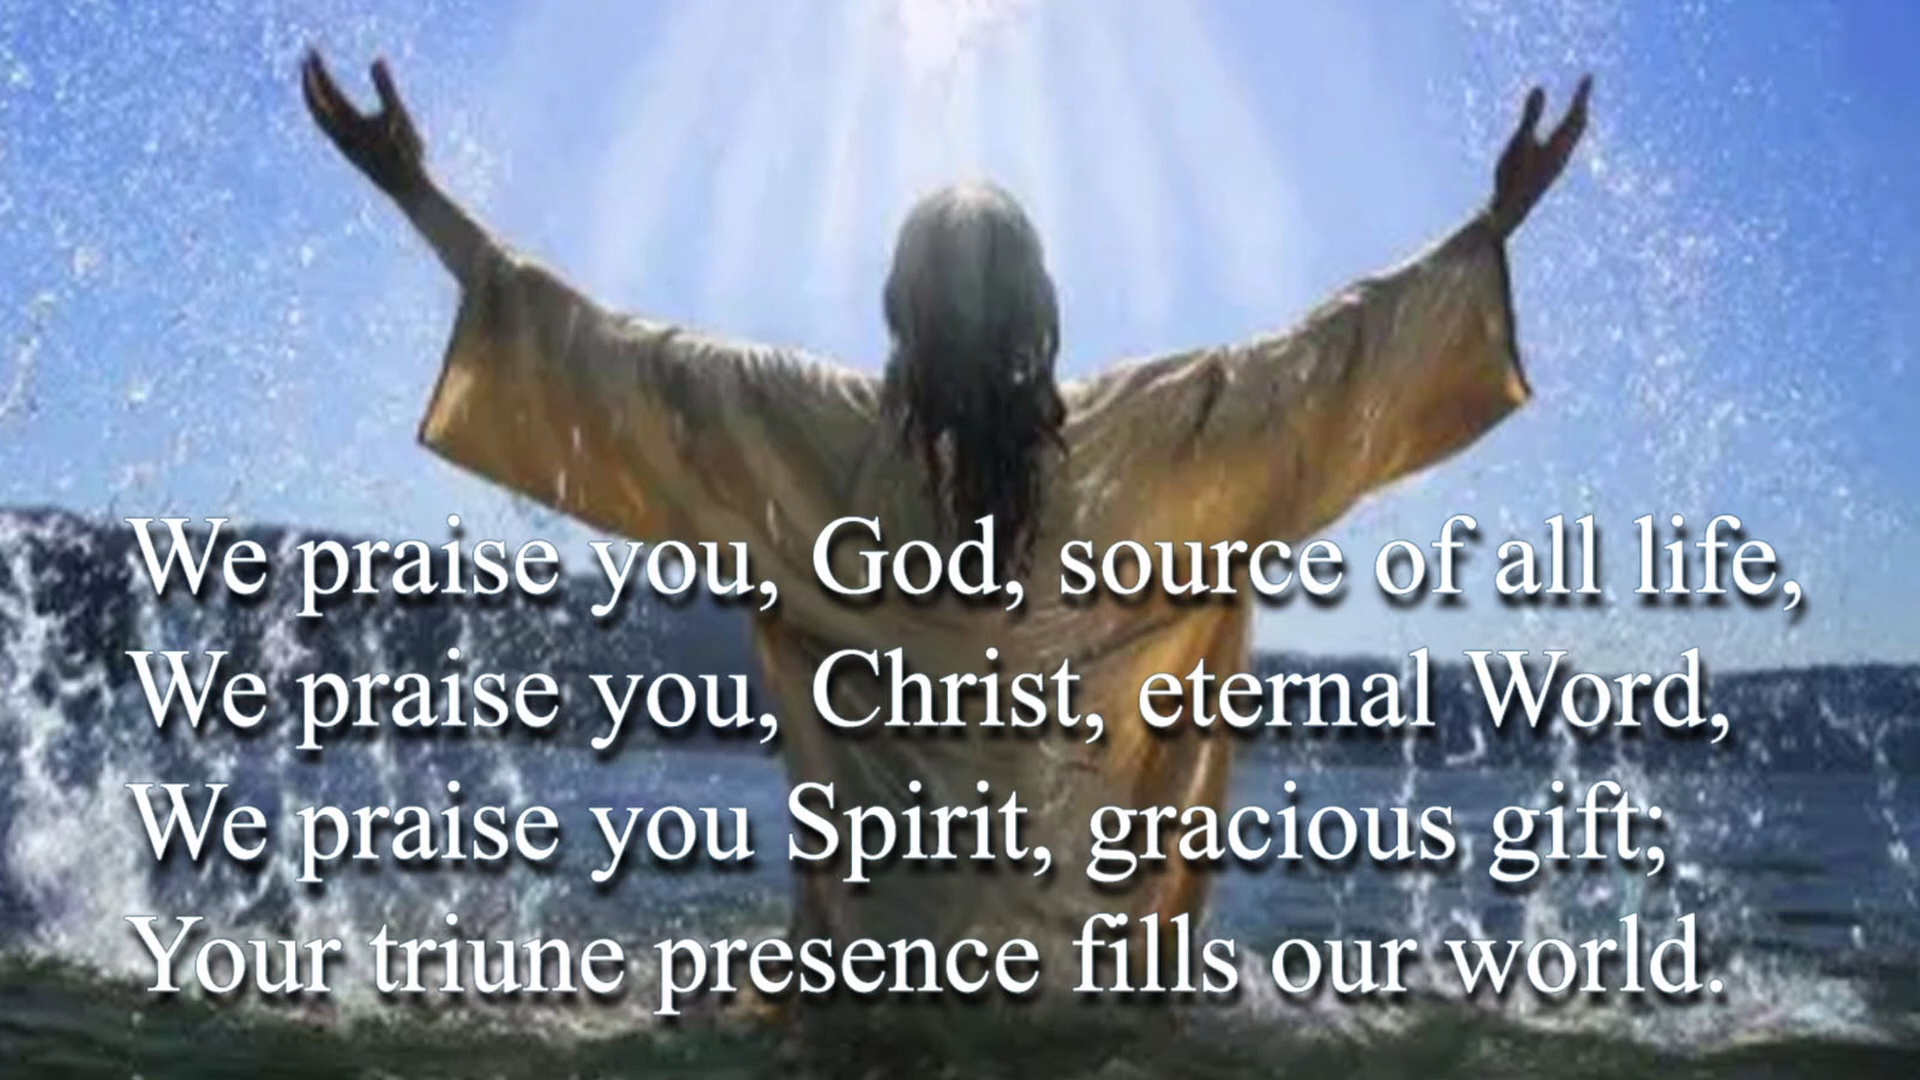 We praise you, God, source of all life,
We praise you, Christ, eternal Word,
We praise you Spirit, gracious gift;
Your triune presence fills our world.